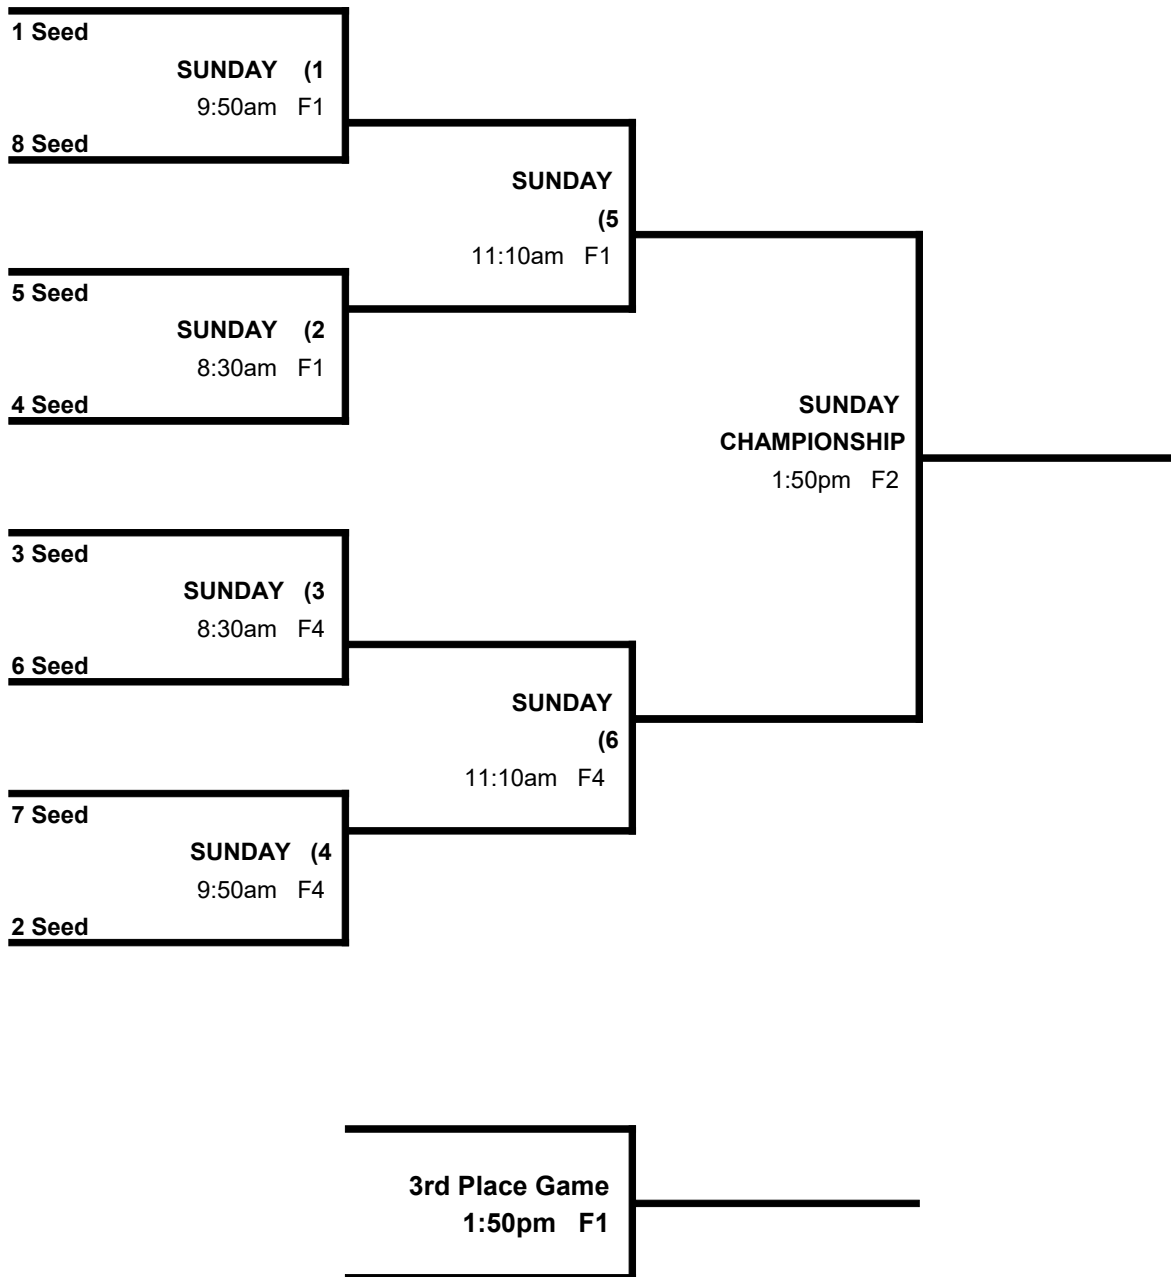 1 Seed
SUNDAY (1
9:50am F1
8 Seed
SUNDAY
(5
11:10am F1
5 Seed
SUNDAY (2
8:30am F1
4 Seed
SUNDAY
CHAMPIONSHIP
1:50pm F2
3 Seed
SUNDAY (3
8:30am F4
6 Seed
SUNDAY
(6
11:10am F4
7 Seed
SUNDAY (4
9:50am F4
2 Seed
3rd Place Game
1:50pm F1